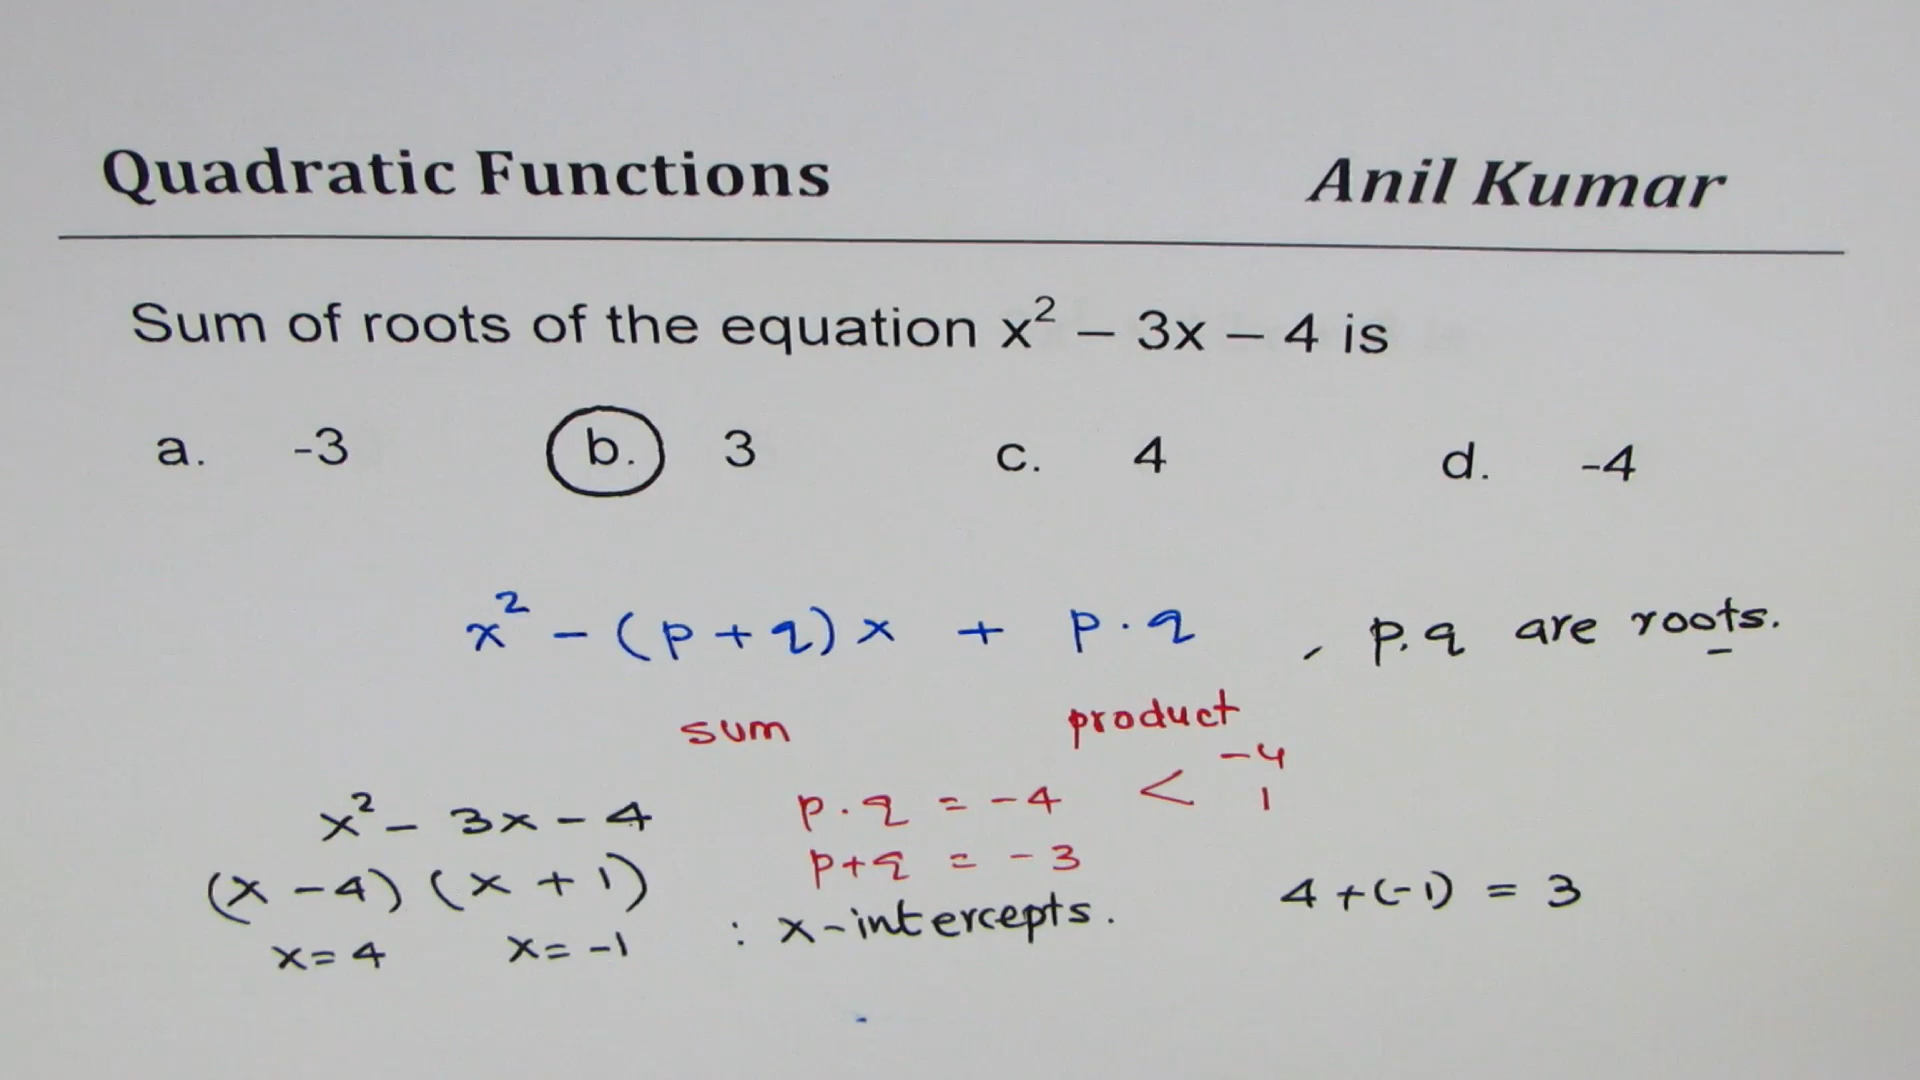 Quadratic Functions Anil Kumar
Sum of roots of the equation x² – 3x – 4 is
a. -3 b. 3 c. 4 d. -4
x² - (p + q) x + p . q , p.q are roots.
sum product
x² - 3x - 4 p . q = -4 < -4 1
(x - 4) (x + 1) p+q = -3 4 + (-1) = 3
x = 4 x = -1 : x-intercepts.